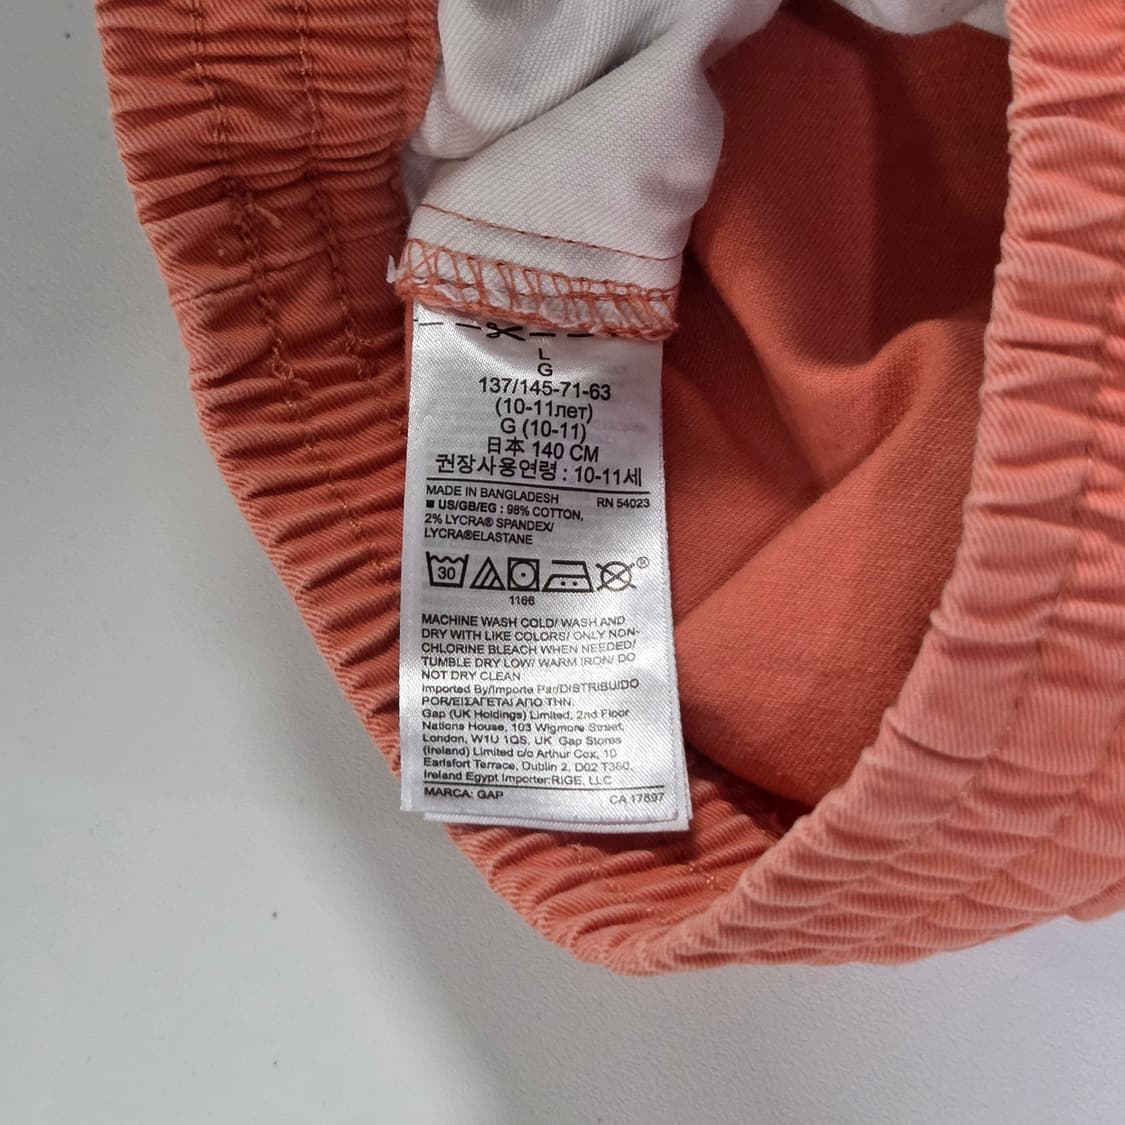 L
G
137/145-71-63
(10-11лет)
G (10-11)
日本 140 CM
권장사용연령 : 10-11세
MADE IN BANGLADESH RN 54023
■ US/GB/EG : 98% COTTON,
2% LYCRA® SPANDEX/
LYCRA®ELASTANE
30 ®
1166
MACHINE WASH COLD/ WASH AND
DRY WITH LIKE COLORS/ ONLY NON-
CHLORINE BLEACH WHEN NEEDED/
TUMBLE DRY LOW/ WARM IRON/ DO
NOT DRY CLEAN
Imported By/Importe Par/DISTRIBUIDO
POR/ΕΙΣΑΓΕΤΑΙ ΑΠΟ ΤΗΝ:
Gap (UK Holdings) Limited, 2nd Floor
Nations House, 103 Wigmore Street,
London, W1U 1QS, UK Gap Stores
(Ireland) Limited c/o Arthur Cox, 10
Earlsfort Terrace, Dublin 2, D02 T380,
Ireland Egypt Importer:RIGE, LLC
MARCA: GAP CA 17897